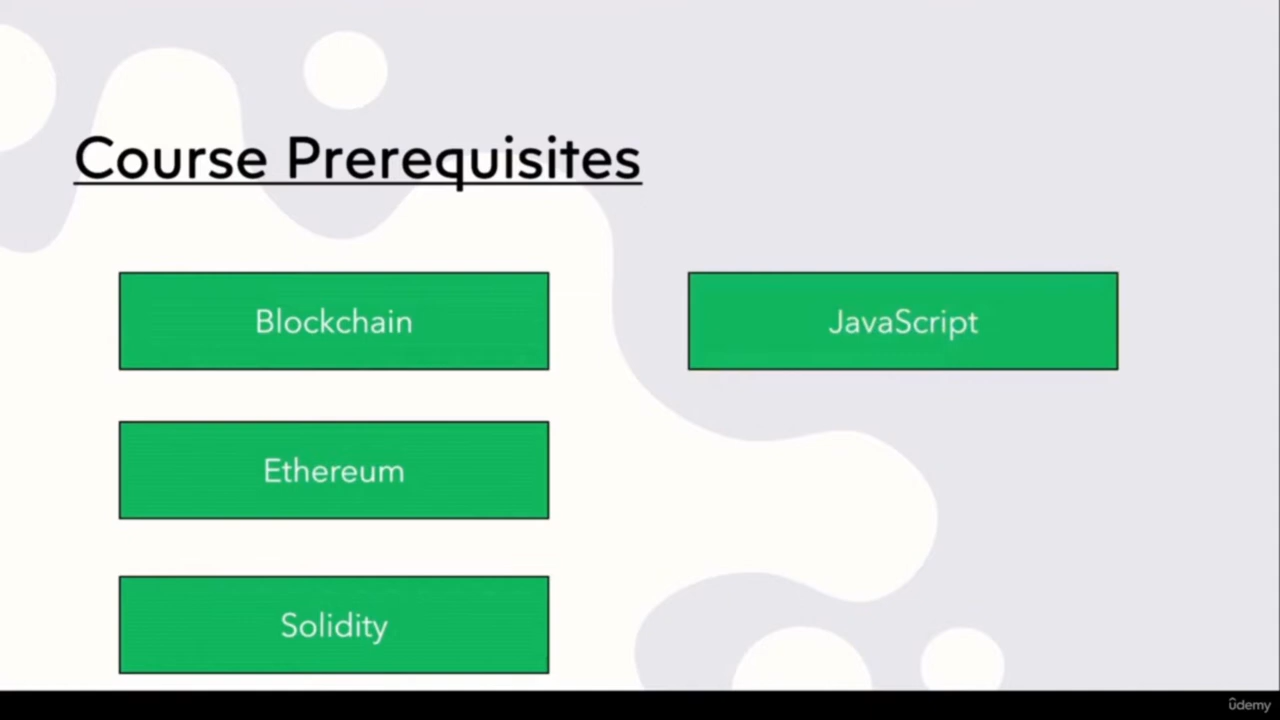 Course Prerequisites
Blockchain
JavaScript
Ethereum
Solidity
ûdemy